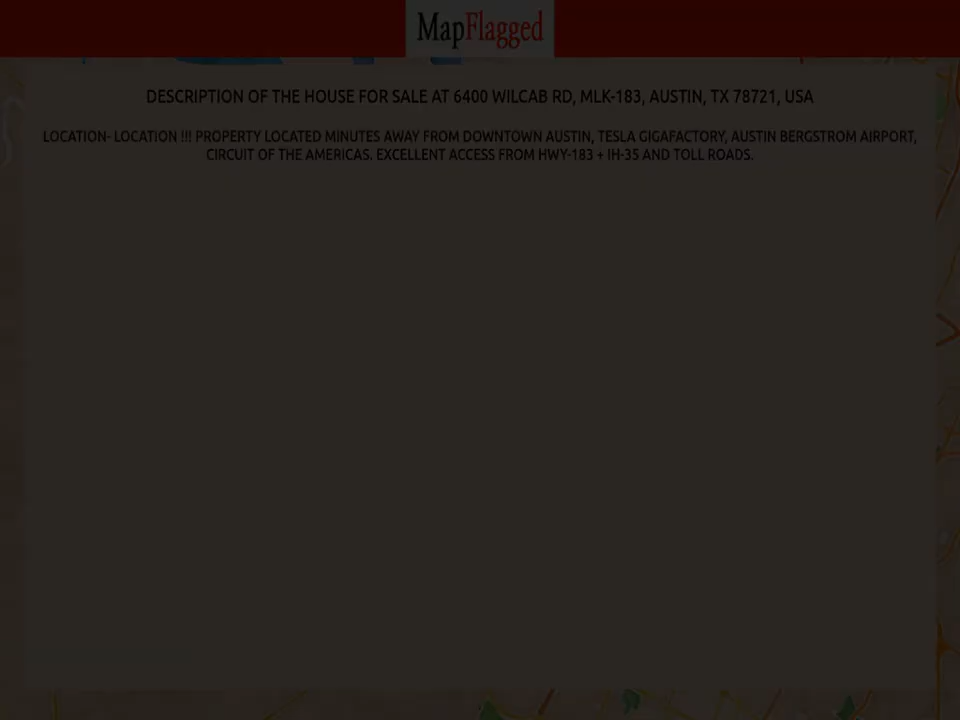 MapFlagged
DESCRIPTION OF THE HOUSE FOR SALE AT 6400 WILCAB RD, MLK-183, AUSTIN, TX 78721, USA
LOCATION- LOCATION !!! PROPERTY LOCATED MINUTES AWAY FROM DOWNTOWN AUSTIN, TESLA GIGAFACTORY, AUSTIN BERGSTROM AIRPORT,
CIRCUIT OF THE AMERICAS. EXCELLENT ACCESS FROM HWY-183 + IH-35 AND TOLL ROADS.